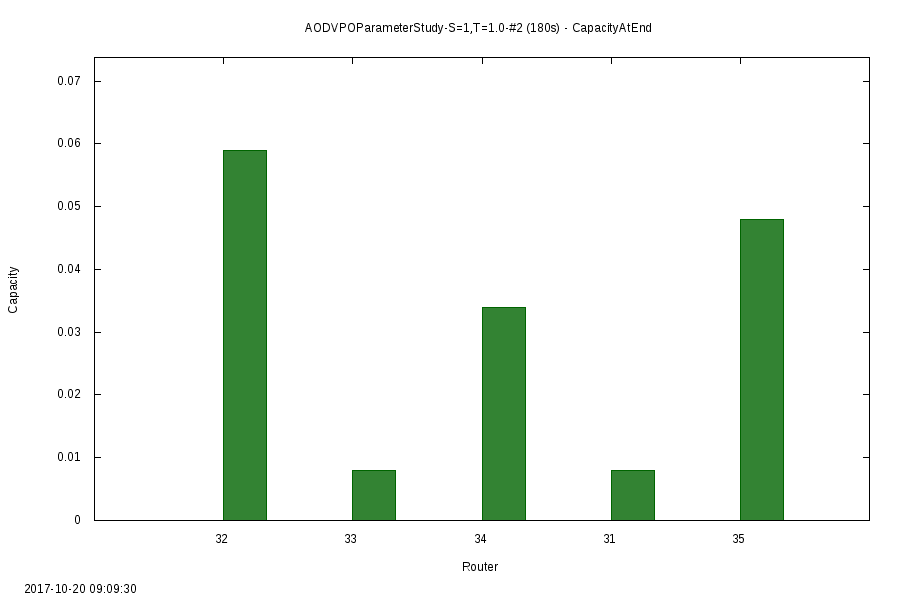 AODVPOParameterStudy-S=1,T=1.0-#2 (180s) - CapacityAtEnd
0.07
0.06
0.05
0.04
0.03
0.02
0.01
0
Capacity
32 33 34 31 35
Router
2017-10-20 09:09:30